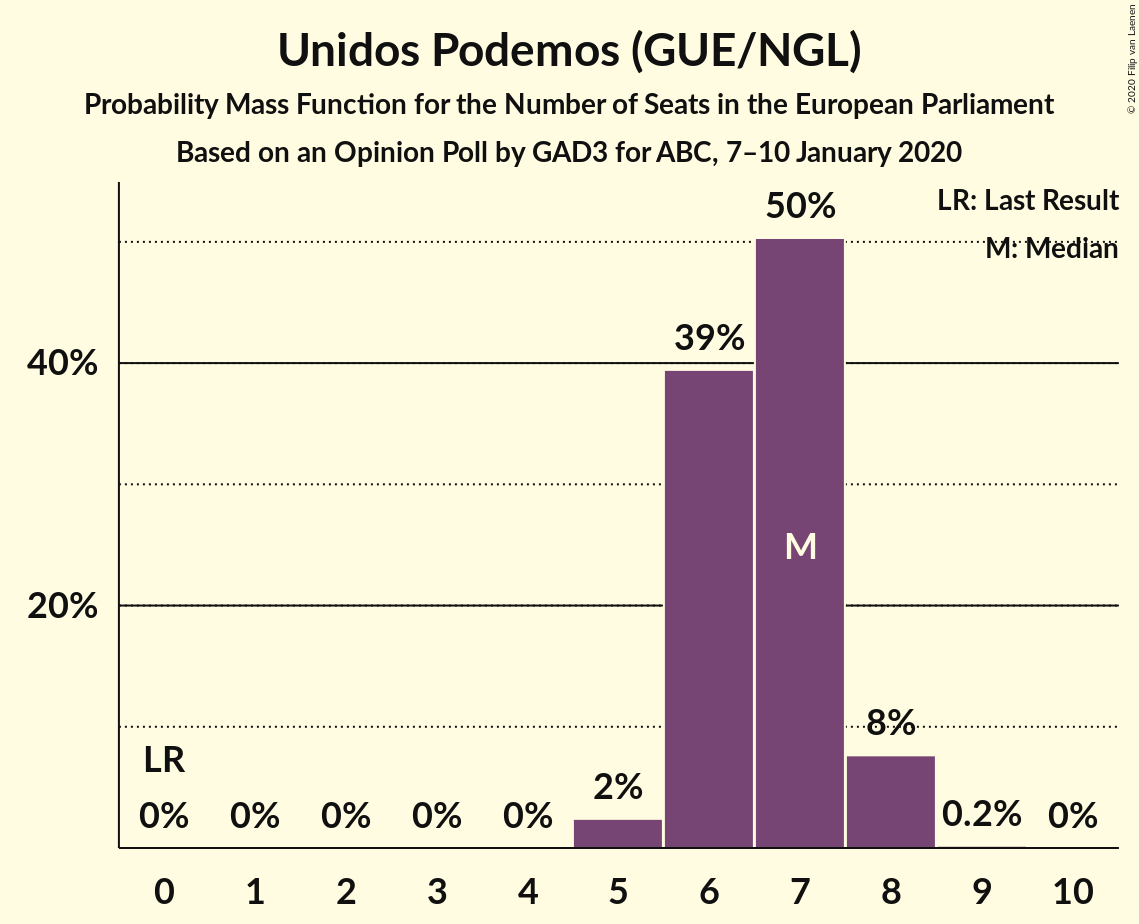 Unidos Podemos (GUE/NGL)
Probability Mass Function for the Number of Seats in the European Parliament
Based on an Opinion Poll by GAD3 for ABC, 7–10 January 2020
© 2020 Filip van Laenen
LR: Last Result
M: Median
50%
39%
40%
M
20%
8%
LR
2%
0% 0% 0% 0% 0% 0.2% 0%
0 1 2 3 4 5 6 7 8 9 10